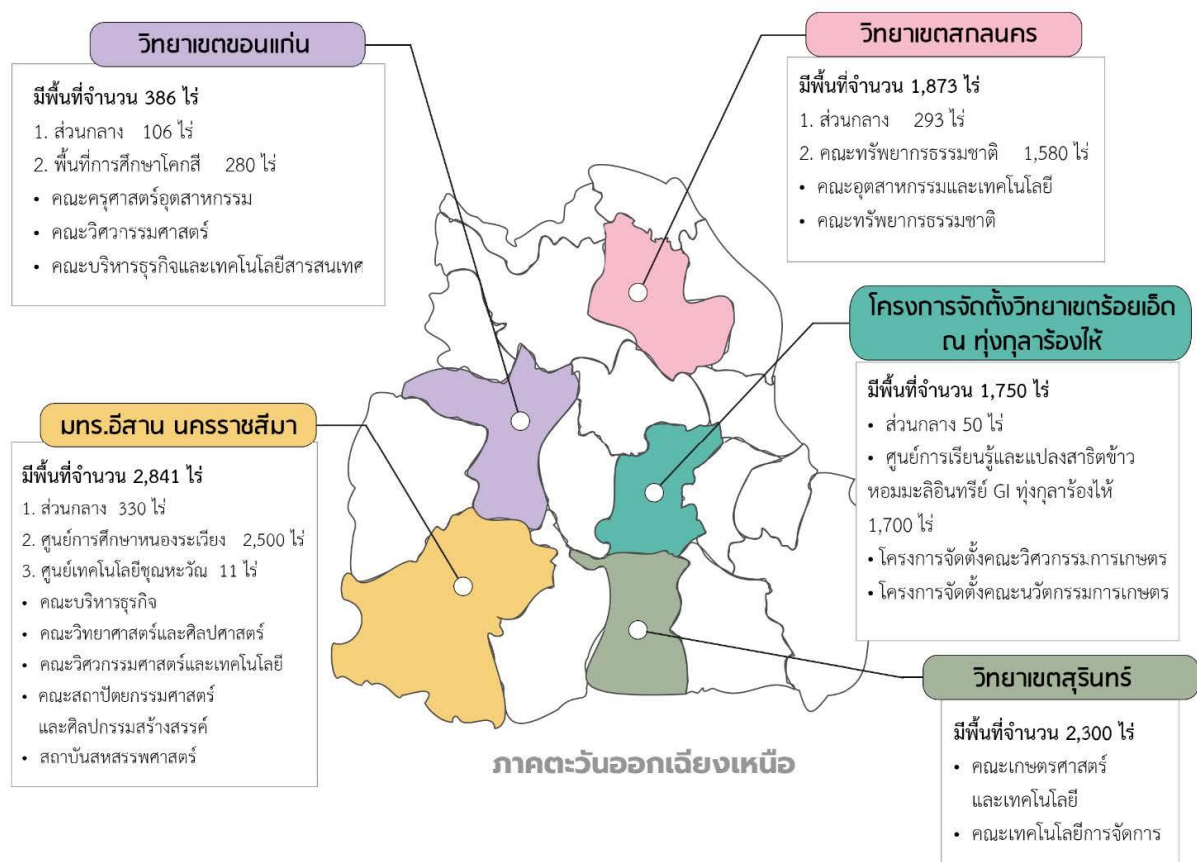 วิทยาเขตขอนแก่น
มีพื้นที่จำนวน 386 ไร่
1. ส่วนกลาง 106 ไร่
2. พื้นที่การศึกษาโคกสี 280 ไร่
• คณะครุศาสตร์อุตสาหกรรม
• คณะวิศวกรรมศาสตร์
• คณะบริหารธุรกิจและเทคโนโลยีสารสนเทศ
วิทยาเขตสกลนคร
มีพื้นที่จำนวน 1,873 ไร่
1. ส่วนกลาง 293 ไร่
2. คณะทรัพยากรธรรมชาติ 1,580 ไร่
• คณะอุตสาหกรรมและเทคโนโลยี
• คณะทรัพยากรธรรมชาติ
โครงการจัดตั้งวิทยาเขตร้อยเอ็ด
ณ ทุ่งกุลาร้องไห้
มีพื้นที่จำนวน 1,750 ไร่
• ส่วนกลาง 50 ไร่
• ศูนย์การเรียนรู้และแปลงสาธิตข้าว
หอมมะลิอินทรีย์ GI ทุ่งกุลาร้องไห้
1,700 ไร่
• โครงการจัดตั้งคณะวิศวกรรมการเกษตร
• โครงการจัดตั้งคณะนวัตกรรมการเกษตร
มทร.อีสาน นครราชสีมา
มีพื้นที่จำนวน 2,841 ไร่
1. ส่วนกลาง 330 ไร่
2. ศูนย์การศึกษาหนองระเวียง 2,500 ไร่
3. ศูนย์เทคโนโลยีชุณหะวัณ 11 ไร่
• คณะบริหารธุรกิจ
• คณะวิทยาศาสตร์และศิลปศาสตร์
• คณะวิศวกรรมศาสตร์และเทคโนโลยี
• คณะสถาปัตยกรรมศาสตร์
และศิลปกรรมสร้างสรรค์
• สถาบันสหสรรพศาสตร์
วิทยาเขตสุรินทร์
มีพื้นที่จำนวน 2,300 ไร่
• คณะเกษตรศาสตร์
และเทคโนโลยี
• คณะเทคโนโลยีการจัดการ
ภาคตะวันออกเฉียงเหนือ